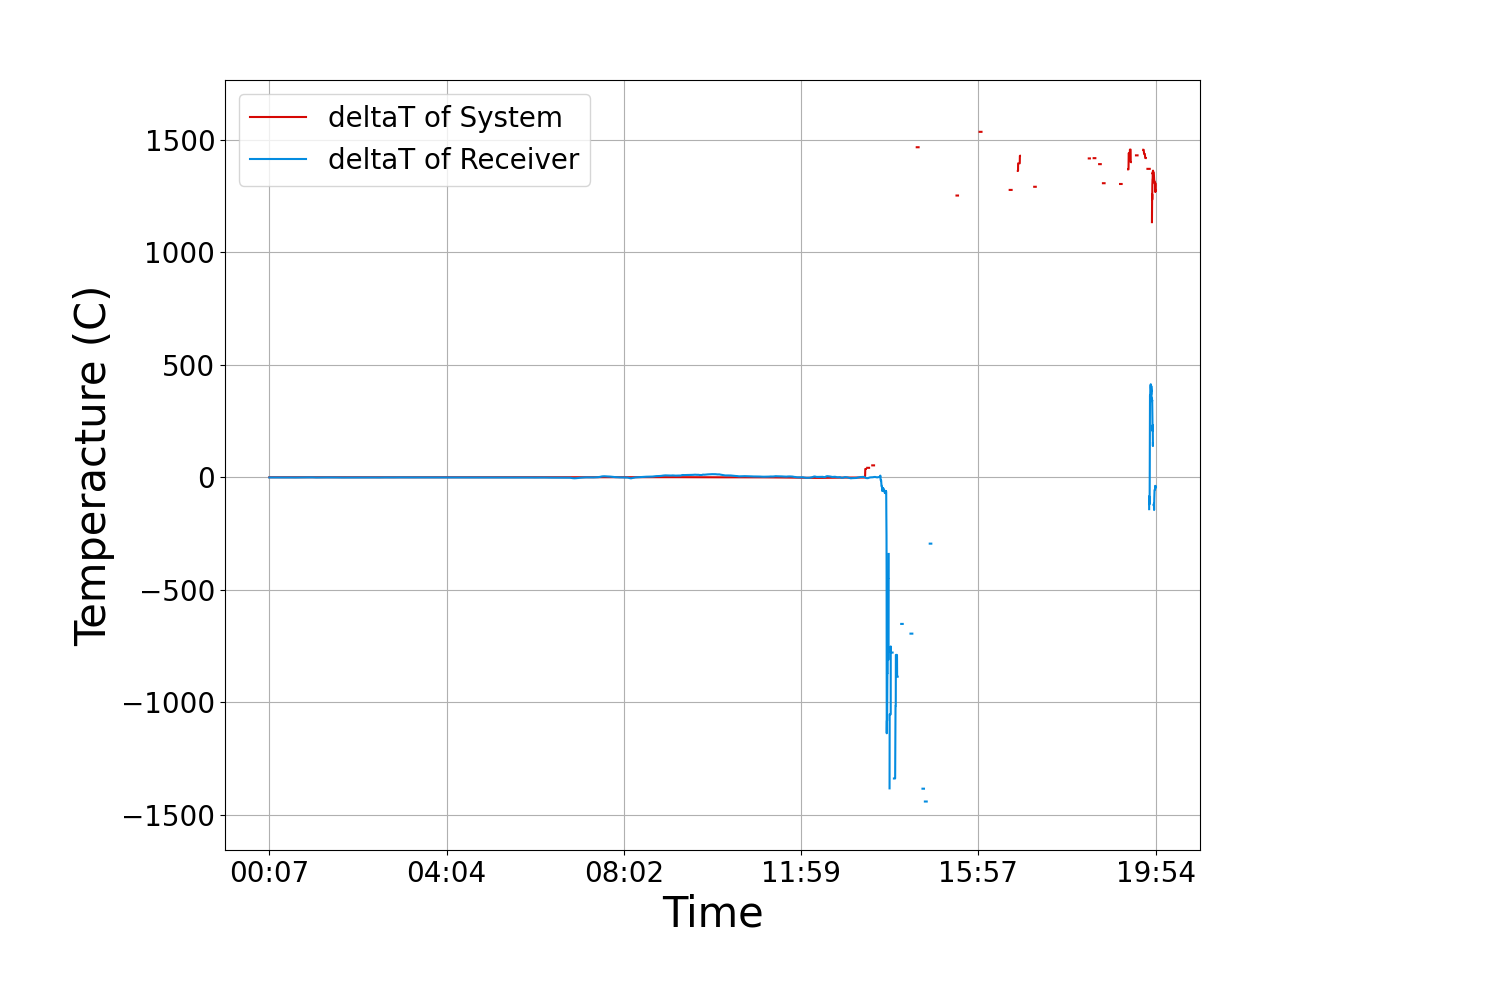 deltaT of System
deltaT of Receiver
1500
1000
500
0
−500
−1000
−1500
Temperacture (C)
00:07 04:04 08:02 11:59 15:57 19:54
Time